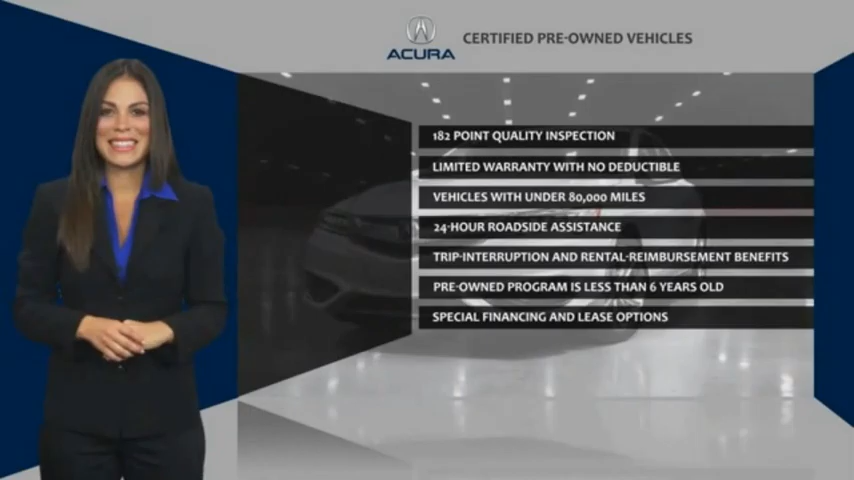 ACURA
CERTIFIED PRE-OWNED VEHICLES
182 POINT QUALITY INSPECTION
LIMITED WARRANTY WITH NO DEDUCTIBLE
VEHICLES WITH UNDER 80,000 MILES
24-HOUR ROADSIDE ASSISTANCE
TRIP-INTERRUPTION AND RENTAL-REIMBURSEMENT BENEFITS
PRE-OWNED PROGRAM IS LESS THAN 6 YEARS OLD
SPECIAL FINANCING AND LEASE OPTIONS